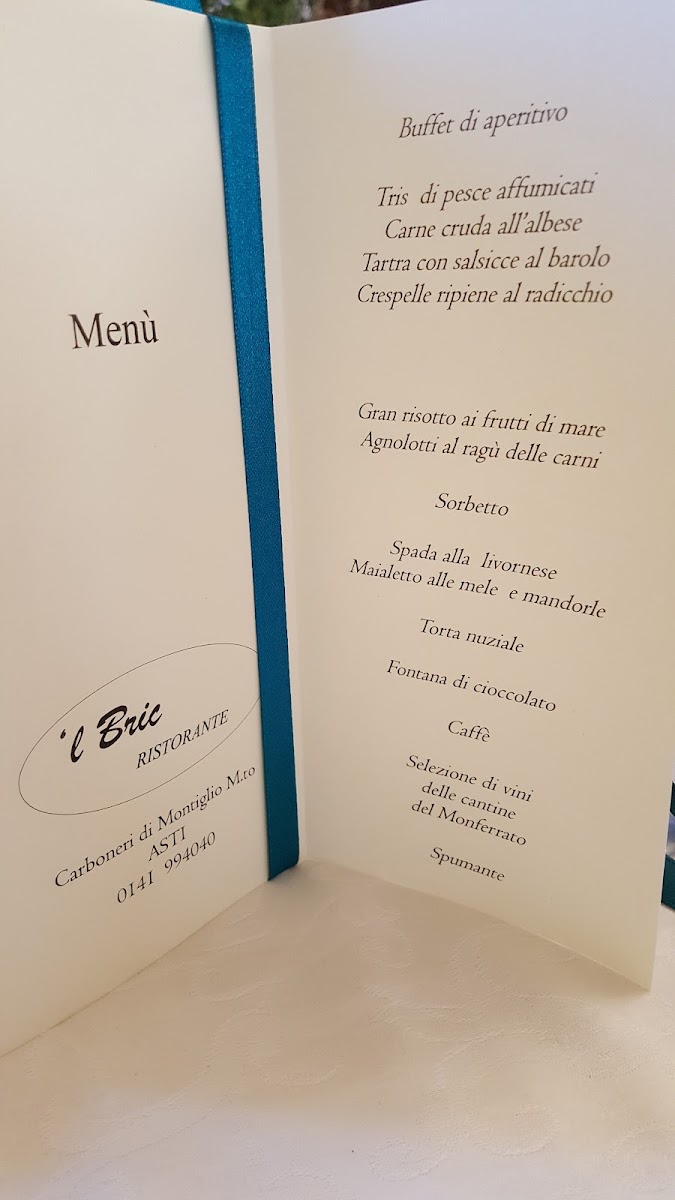 Menù
'l Bric
RISTORANTE
Carboneri di Montiglio M.to
ASTI
0141 994040
Buffet di aperitivo
Tris di pesce affumicati
Carne cruda all'albese
Tartra con salsicce al barolo
Crespelle ripiene al radicchio
Gran risotto ai frutti di mare
Agnolotti al ragù delle carni
Sorbetto
Spada alla livornese
Maialetto alle mele e mandorle
Torta nuziale
Fontana di cioccolato
Caffè
Selezione di vini
delle cantine
del Monferrato
Spumante